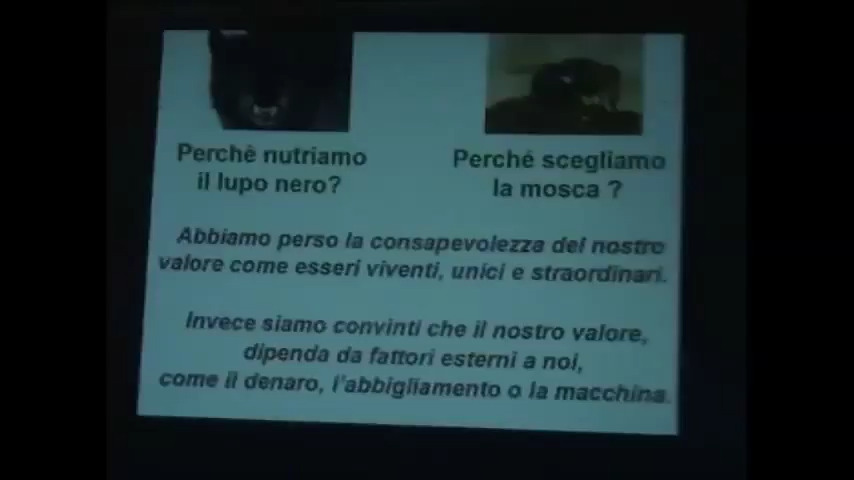 Perchè nutriamo
il lupo nero?
Perché scegliamo
la mosca ?
Abbiamo perso la consapevolezza del nostro
valore come esseri viventi, unici e straordinari.
Invece siamo convinti che il nostro valore,
dipenda da fattori esterni a noi,
come il denaro, l'abbigliamento o la macchina.